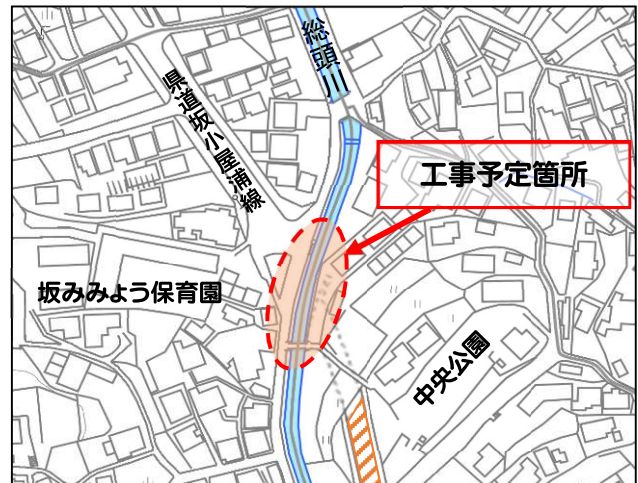 総頭川
県道坂小屋浦線
工事予定箇所
坂みみょう保育園
中央公園